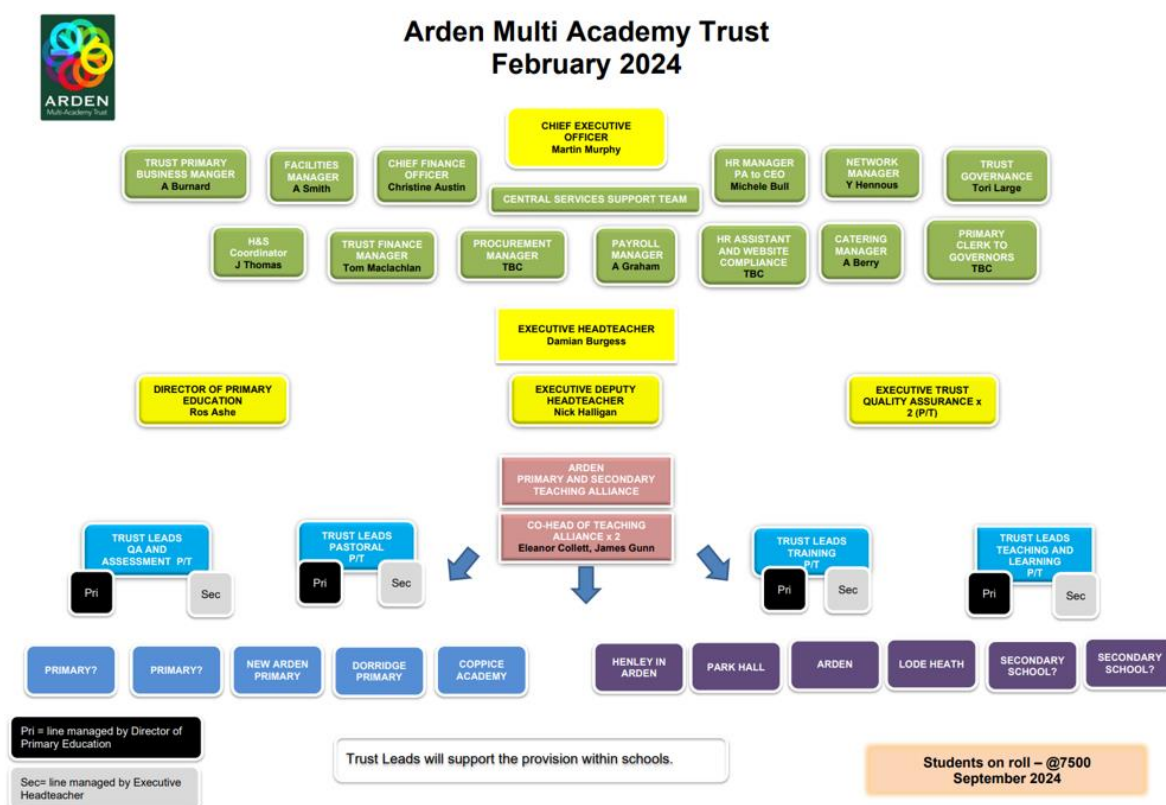 Arden Multi Academy Trust
February 2024
ARDEN
Multi-Academy Trust
CHIEF EXECUTIVE
OFFICER
Martin Murphy
TRUST PRIMARY
BUSINESS MANGER
A Burnard
FACILITIES
MANAGER
A Smith
CHIEF FINANCE
OFFICER
Christine Austin
CENTRAL SERVICES SUPPORT TEAM
HR MANAGER
PA to CEO
Michele Bull
NETWORK
MANAGER
Y Hennous
TRUST
GOVERNANCE
Tori Large
H&S
Coordinator
J Thomas
TRUST FINANCE
MANAGER
Tom Maclachlan
PROCUREMENT
MANAGER
TBC
PAYROLL
MANAGER
A Graham
HR ASSISTANT
AND WEBSITE
COMPLIANCE
TBC
CATERING
MANAGER
A Berry
PRIMARY
CLERK TO
GOVERNORS
TBC
EXECUTIVE HEADTEACHER
Damian Burgess
DIRECTOR OF PRIMARY
EDUCATION
Ros Ashe
EXECUTIVE DEPUTY
HEADTEACHER
Nick Halligan
EXECUTIVE TRUST
QUALITY ASSURANCE x
2 (P/T)
ARDEN
PRIMARY AND SECONDARY
TEACHING ALLIANCE
CO-HEAD OF TEACHING
ALLIANCE x 2
Eleanor Collett, James Gunn
TRUST LEADS
QA AND
ASSESSMENT P/T
Pri
Sec
TRUST LEADS
PASTORAL
P/T
Pri
Sec
TRUST LEADS
TRAINING
P/T
Pri
Sec
TRUST LEADS
TEACHING AND
LEARNING
P/T
Pri
Sec
PRIMARY?
PRIMARY?
NEW ARDEN
PRIMARY
DORRIDGE
PRIMARY
COPPICE
ACADEMY
HENLEY IN
ARDEN
PARK HALL
ARDEN
LODE HEATH
SECONDARY
SCHOOL?
SECONDARY
SCHOOL?
Pri = line managed by Director of
Primary Education
Sec= line managed by Executive
Headteacher
Trust Leads will support the provision within schools.
Students on roll – @7500
September 2024